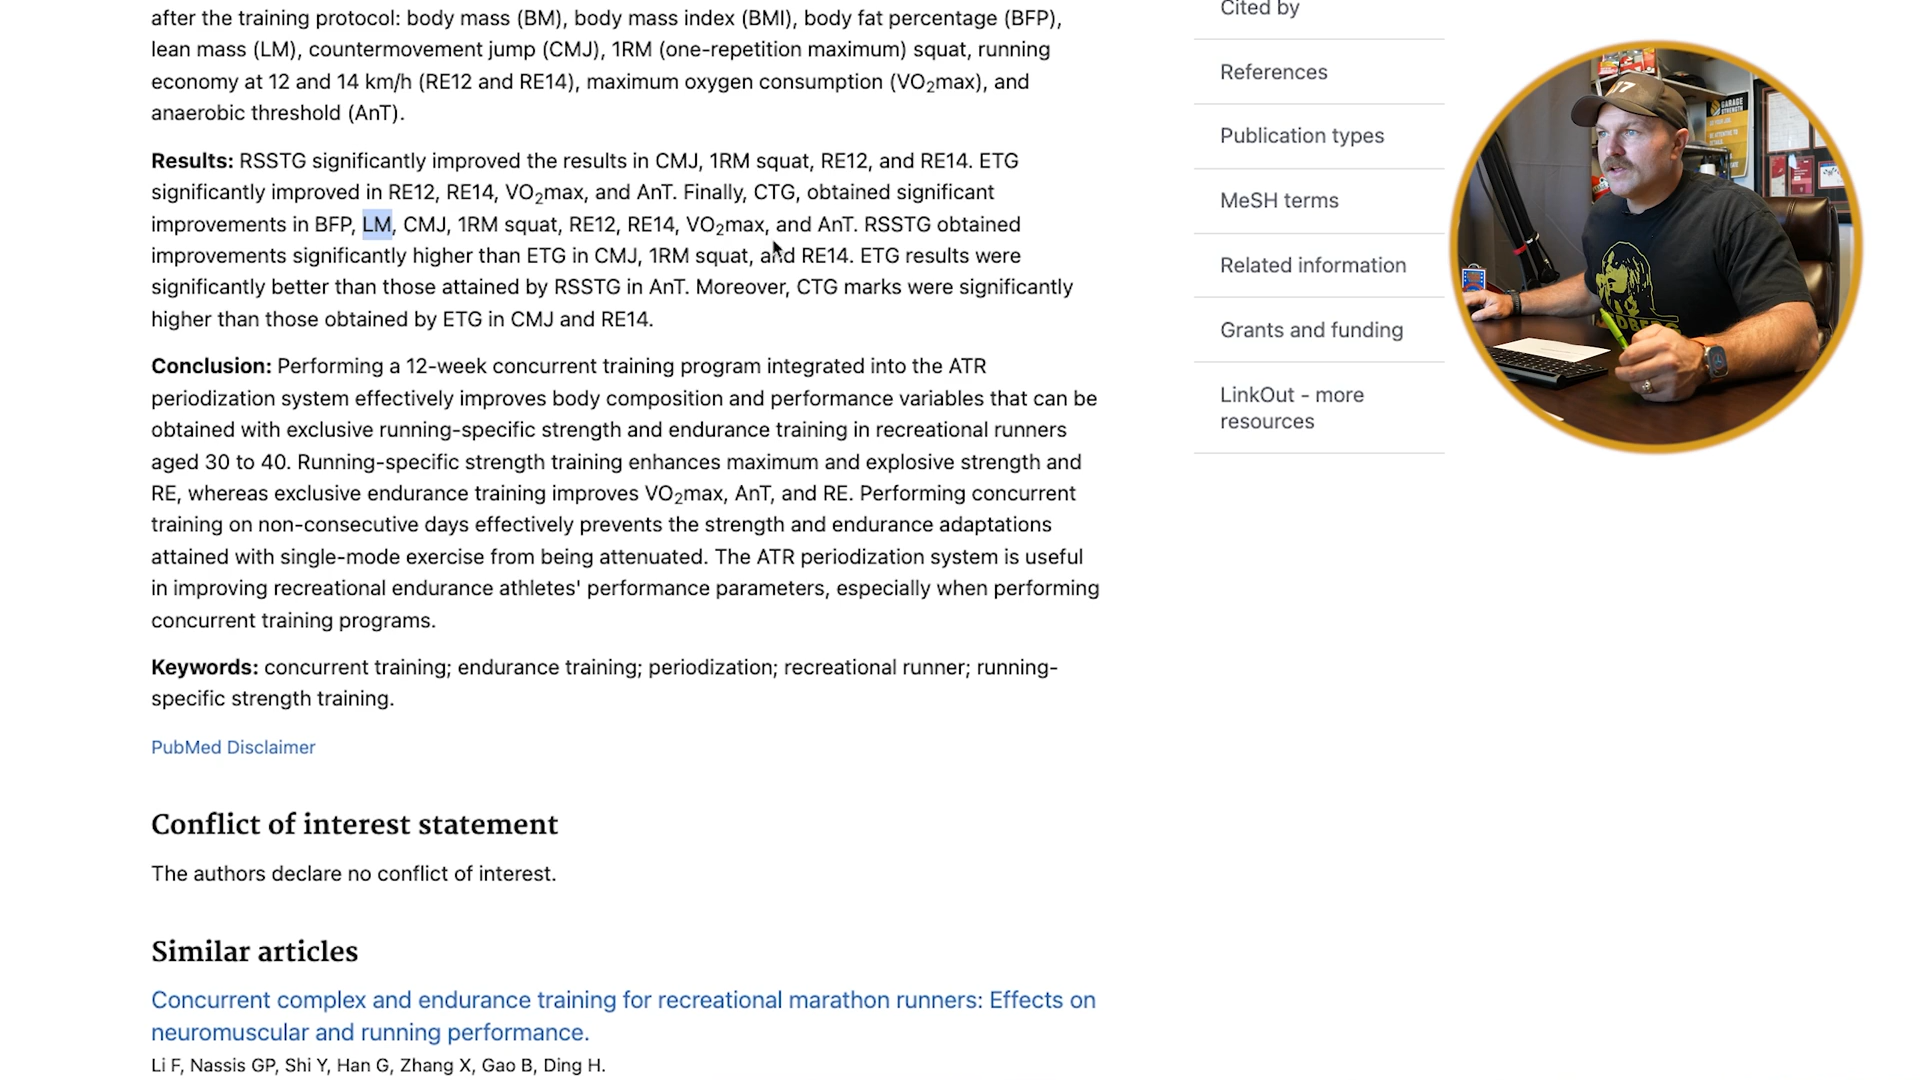 after the training protocol: body mass (BM), body mass index (BMI), body fat percentage (BFP),
lean mass (LM), countermovement jump (CMJ), 1RM (one-repetition maximum) squat, running
economy at 12 and 14 km/h (RE12 and RE14), maximum oxygen consumption (VO2max), and
anaerobic threshold (AnT).
Results: RSSTG significantly improved the results in CMJ, 1RM squat, RE12, and RE14. ETG
significantly improved in RE12, RE14, VO2max, and AnT. Finally, CTG, obtained significant
improvements in BFP, LM, CMJ, 1RM squat, RE12, RE14, VO2max, and AnT. RSSTG obtained
improvements significantly higher than ETG in CMJ, 1RM squat, and RE14. ETG results were
significantly better than those attained by RSSTG in AnT. Moreover, CTG marks were significantly
higher than those obtained by ETG in CMJ and RE14.
Conclusion: Performing a 12-week concurrent training program integrated into the ATR
periodization system effectively improves body composition and performance variables that can be
obtained with exclusive running-specific strength and endurance training in recreational runners
aged 30 to 40. Running-specific strength training enhances maximum and explosive strength and
RE, whereas exclusive endurance training improves VO2max, AnT, and RE. Performing concurrent
training on non-consecutive days effectively prevents the strength and endurance adaptations
attained with single-mode exercise from being attenuated. The ATR periodization system is useful
in improving recreational endurance athletes' performance parameters, especially when performing
concurrent training programs.
Keywords: concurrent training; endurance training; periodization; recreational runner; running-
specific strength training.
PubMed Disclaimer
Conflict of interest statement
The authors declare no conflict of interest.
Similar articles
Concurrent complex and endurance training for recreational marathon runners: Effects on
neuromuscular and running performance.
Li F, Nassis GP, Shi Y, Han G, Zhang X, Gao B, Ding H.
Cited by
References
Publication types
MeSH terms
Related information
Grants and funding
LinkOut - more
resources
GARAGE
STRENGTH